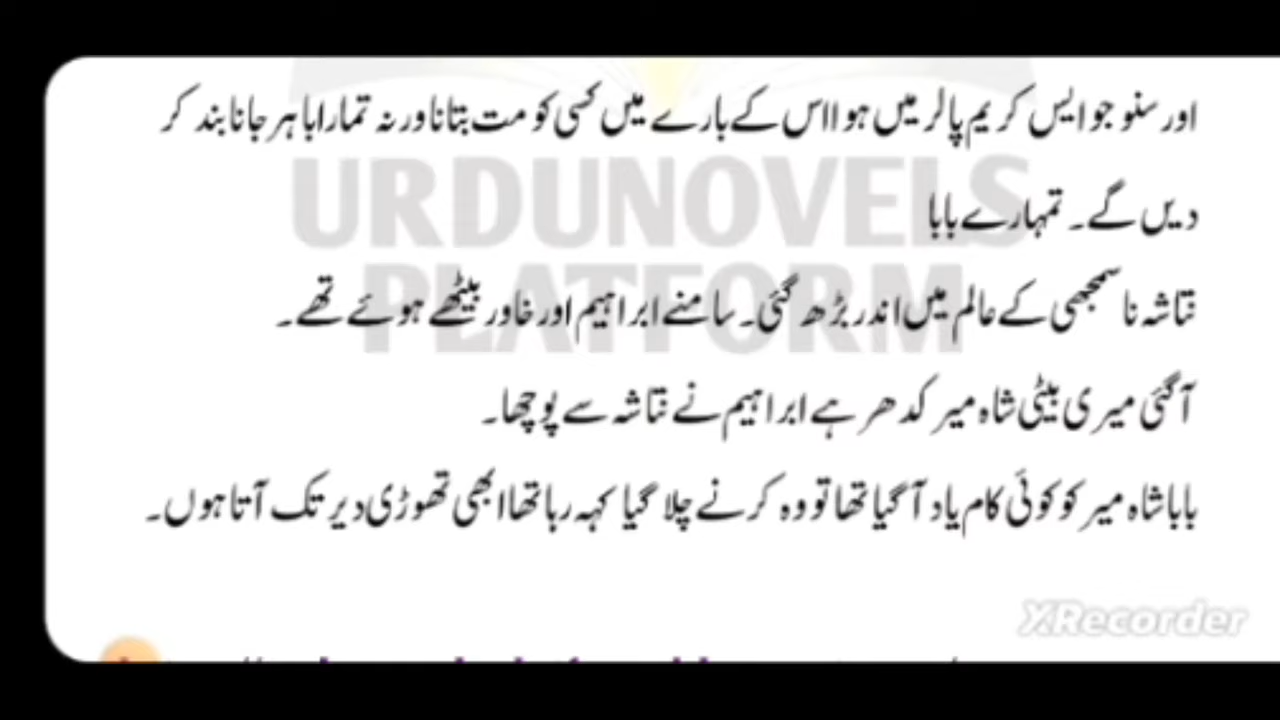 اور سنو جو ایس کریم پالر میں ہوا اس کے بارے میں کسی کو مت بتانا ورنہ تمارا باہر جانا بند کر
دیں گے۔ تمہارے بابا
URDUNOVELS
نتاشہ نا سمجھی کے عالم میں اندر بڑھ گئی۔ سامنے ابراہیم اور خاور بیٹھے ہوئے تھے۔
PLATFORM
آگئی میری بیٹی شاہ میر کدھر ہے ابراہیم نے نتاشہ سے پوچھا۔
بابا شاہ میر کو کوئی کام یاد آگیا تھا تو وہ کرنے چلا گیا کہہ رہا تھا ابھی تھوڑی دیر تک آتا ہوں۔
XRecorder